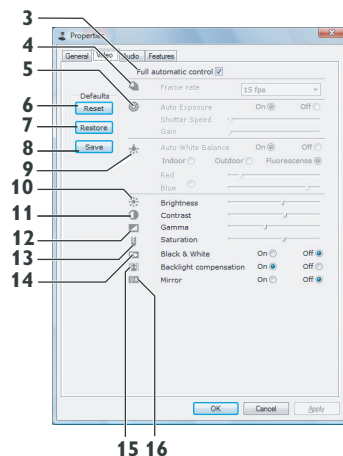 3
4
5
6
7
8
9
10
11
12
13
14
15 16
Properties
General Video Audio Features
Full automatic control
Defaults
Reset
Restore
Save
Frame rate 15 fps
Auto Exposure On Off
Shutter Speed
Gain
Auto White Balance On Off
Indoor Outdoor Fluorescense
Red
Blue
Brightness
Contrast
Gamma
Saturation
Black & White On Off
Backlight compensation On Off
Mirror On Off
OK Cancel Apply